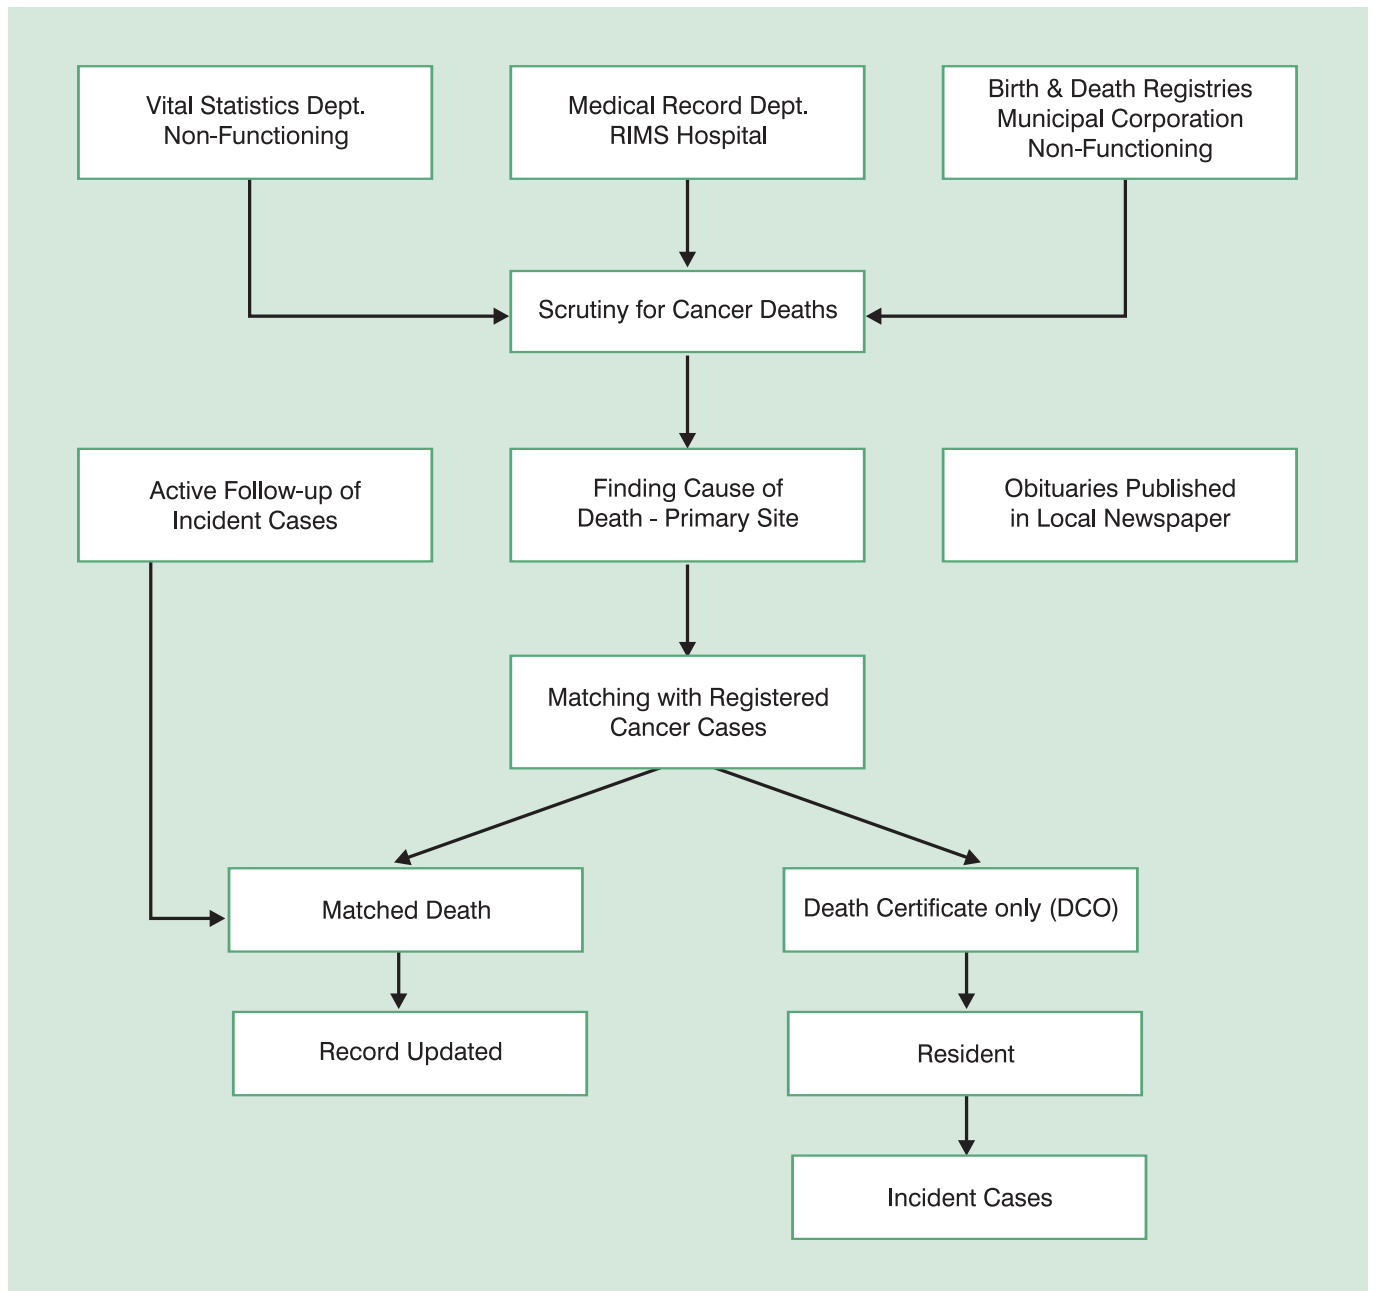 Vital Statistics Dept.
Non-Functioning
Medical Record Dept.
RIMS Hospital
Birth & Death Registries
Municipal Corporation
Non-Functioning
Scrutiny for Cancer Deaths
Active Follow-up of
Incident Cases
Finding Cause of
Death - Primary Site
Obituaries Published
in Local Newspaper
Matching with Registered
Cancer Cases
Matched Death
Death Certificate only (DCO)
Record Updated
Resident
Incident Cases